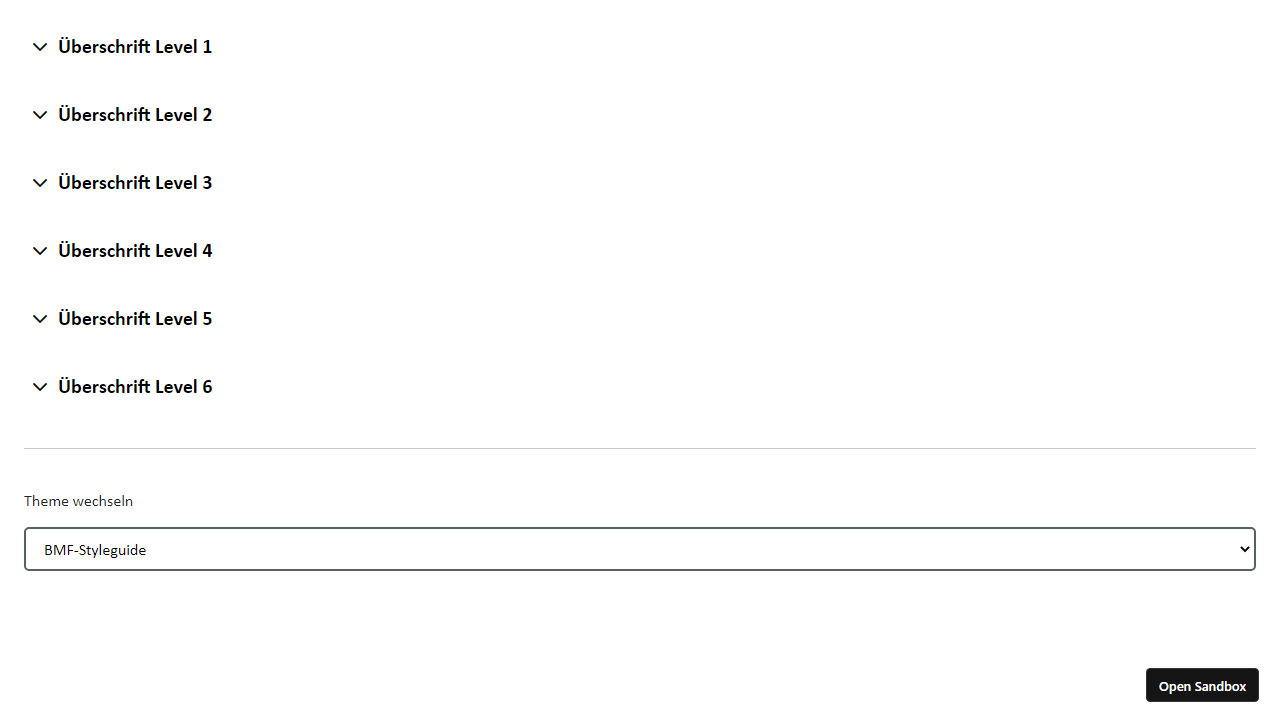 Überschrift Level 1
Überschrift Level 2
Überschrift Level 3
Überschrift Level 4
Überschrift Level 5
Überschrift Level 6
Theme wechseln
BMF-Styleguide
Open Sandbox